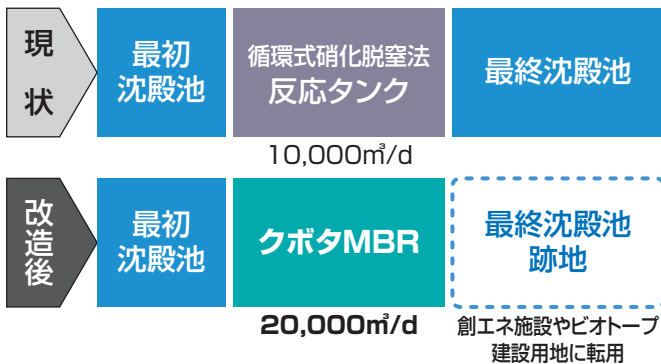 現状
最初
沈殿池
循環式硝化脱窒法
反応タンク
最終沈殿池
10,000㎥/d
改造後
最初
沈殿池
クボタMBR
最終沈殿池
跡地
20,000㎥/d
創エネ施設やビオトープ
建設用地に転用